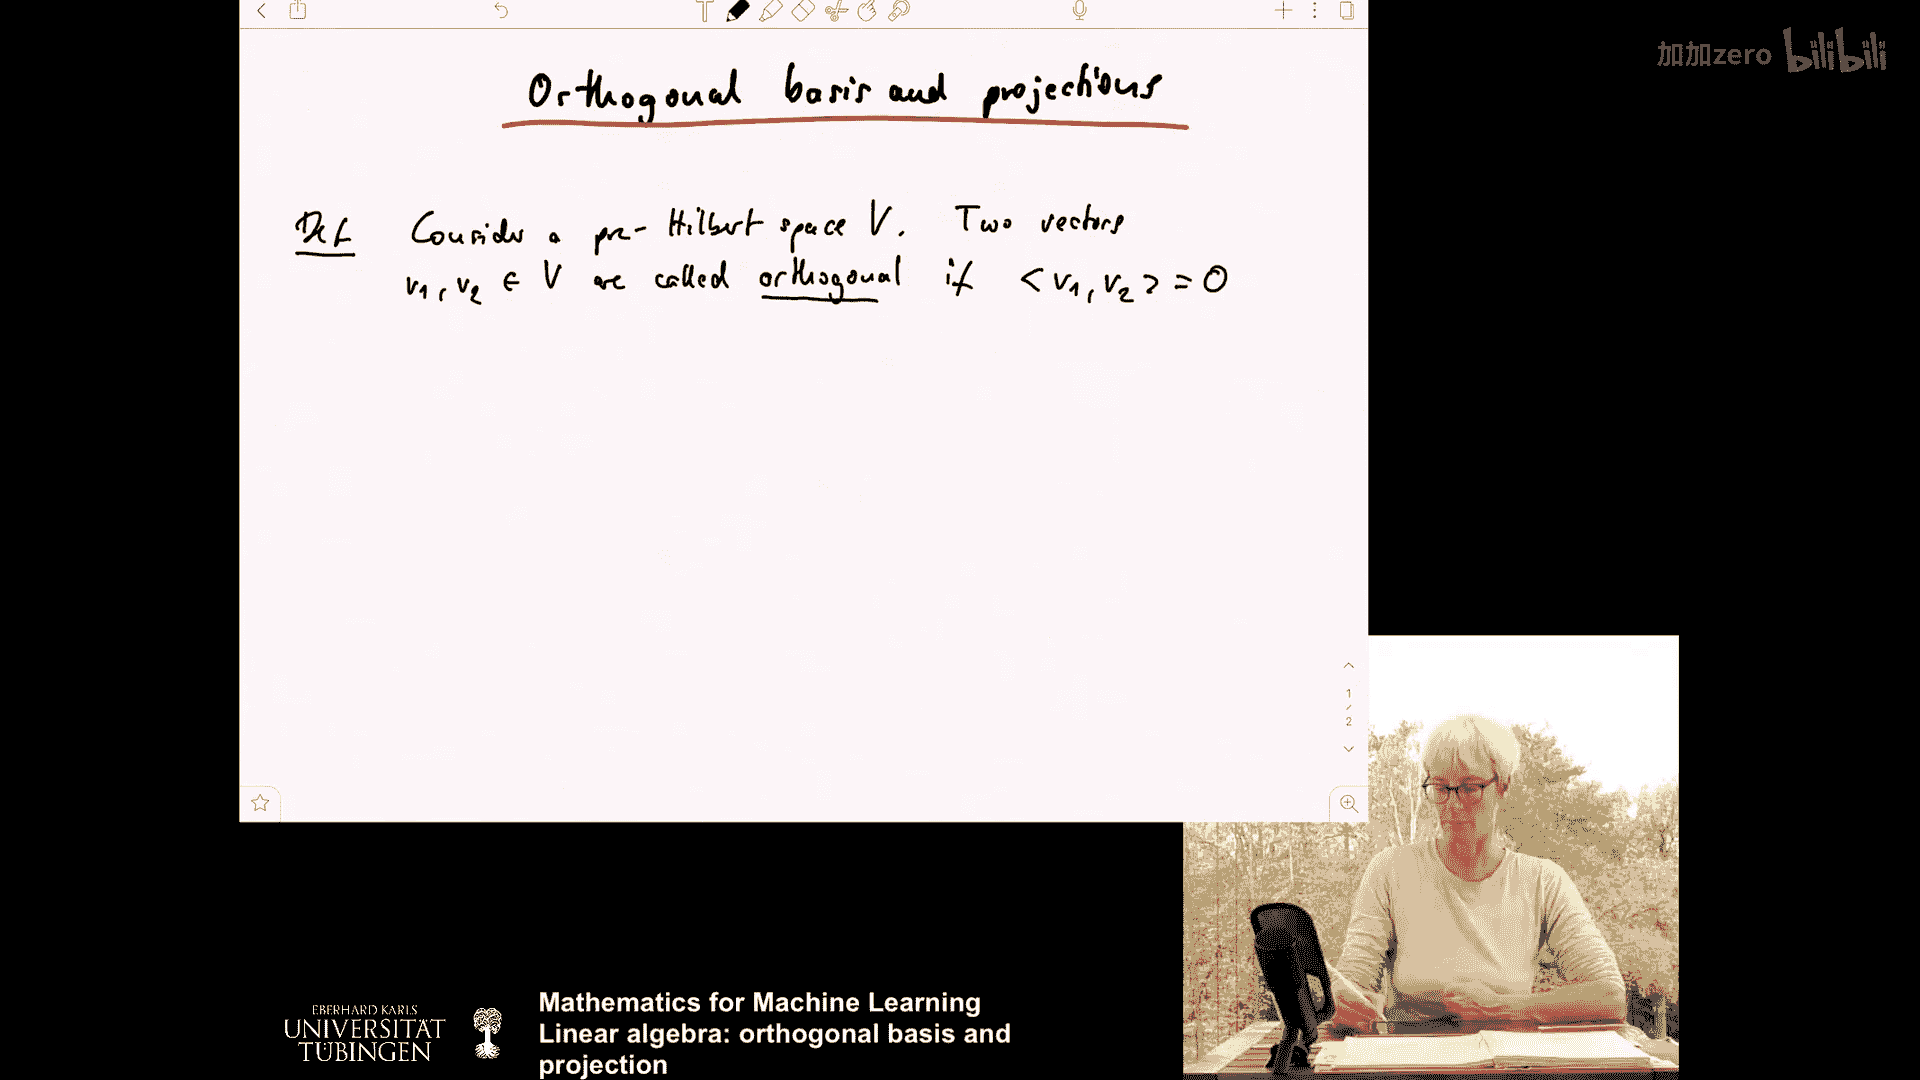 加加zero bilibili
Orthogonal basis and projections
Def Consider a pre-Hilbert space V. Two vectors
v1, v2 ∈ V are called orthogonal if <v1, v2> = 0
1
/
2
EBERHARD KARLS
UNIVERSITÄT
TÜBINGEN
Mathematics for Machine Learning
Linear algebra: orthogonal basis and
projection